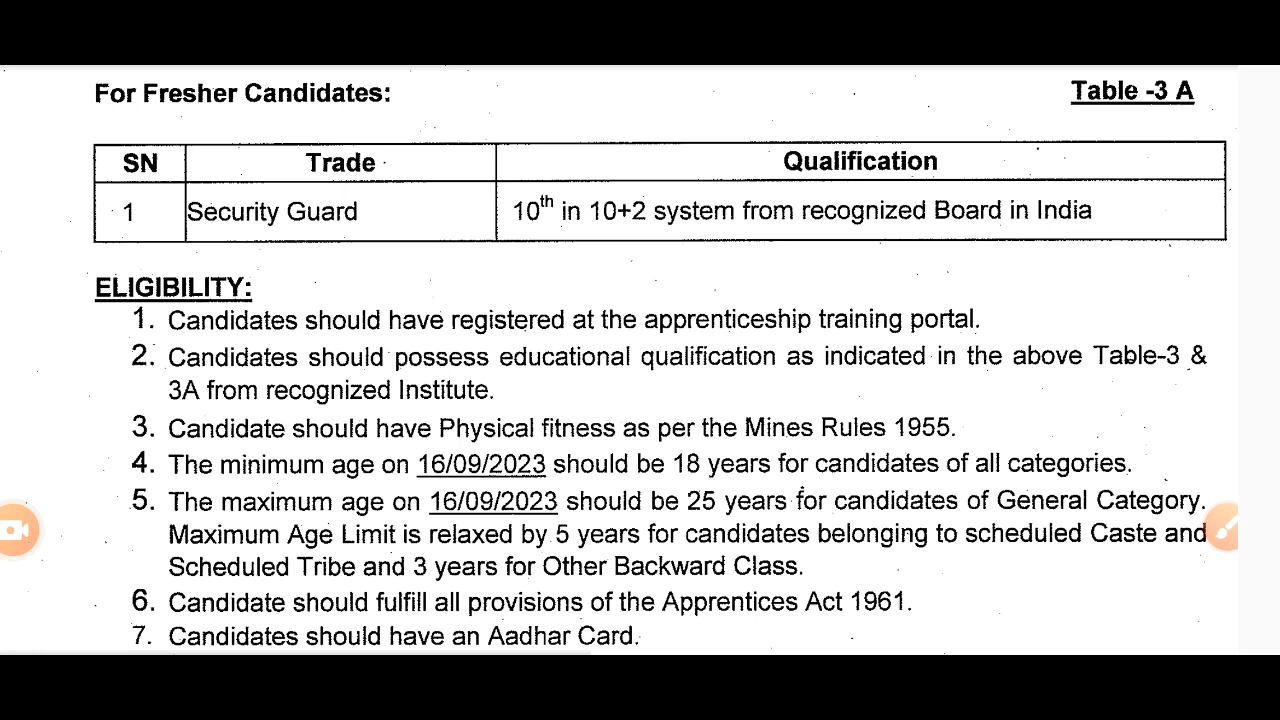 For Fresher Candidates: Table -3 A
SN Trade Qualification
1 Security Guard 10th in 10+2 system from recognized Board in India
ELIGIBILITY:
1. Candidates should have registered at the apprenticeship training portal.
2. Candidates should possess educational qualification as indicated in the above Table-3 &
3A from recognized Institute.
3. Candidate should have Physical fitness as per the Mines Rules 1955.
4. The minimum age on 16/09/2023 should be 18 years for candidates of all categories.
5. The maximum age on 16/09/2023 should be 25 years for candidates of General Category.
Maximum Age Limit is relaxed by 5 years for candidates belonging to scheduled Caste and
Scheduled Tribe and 3 years for Other Backward Class.
6. Candidate should fulfill all provisions of the Apprentices Act 1961.
7. Candidates should have an Aadhar Card.